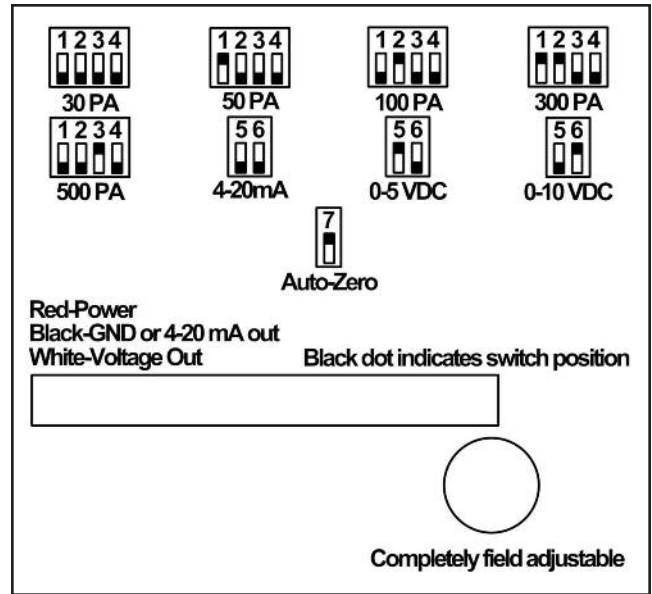 1234 1234 1234 1234
30 PA 50 PA 100 PA 300 PA
1234 56 56 56
500 PA 4-20mA 0-5 VDC 0-10 VDC
7
Auto-Zero
Red-Power
Black-GND or 4-20 mA out
White-Voltage Out Black dot indicates switch position
Completely field adjustable